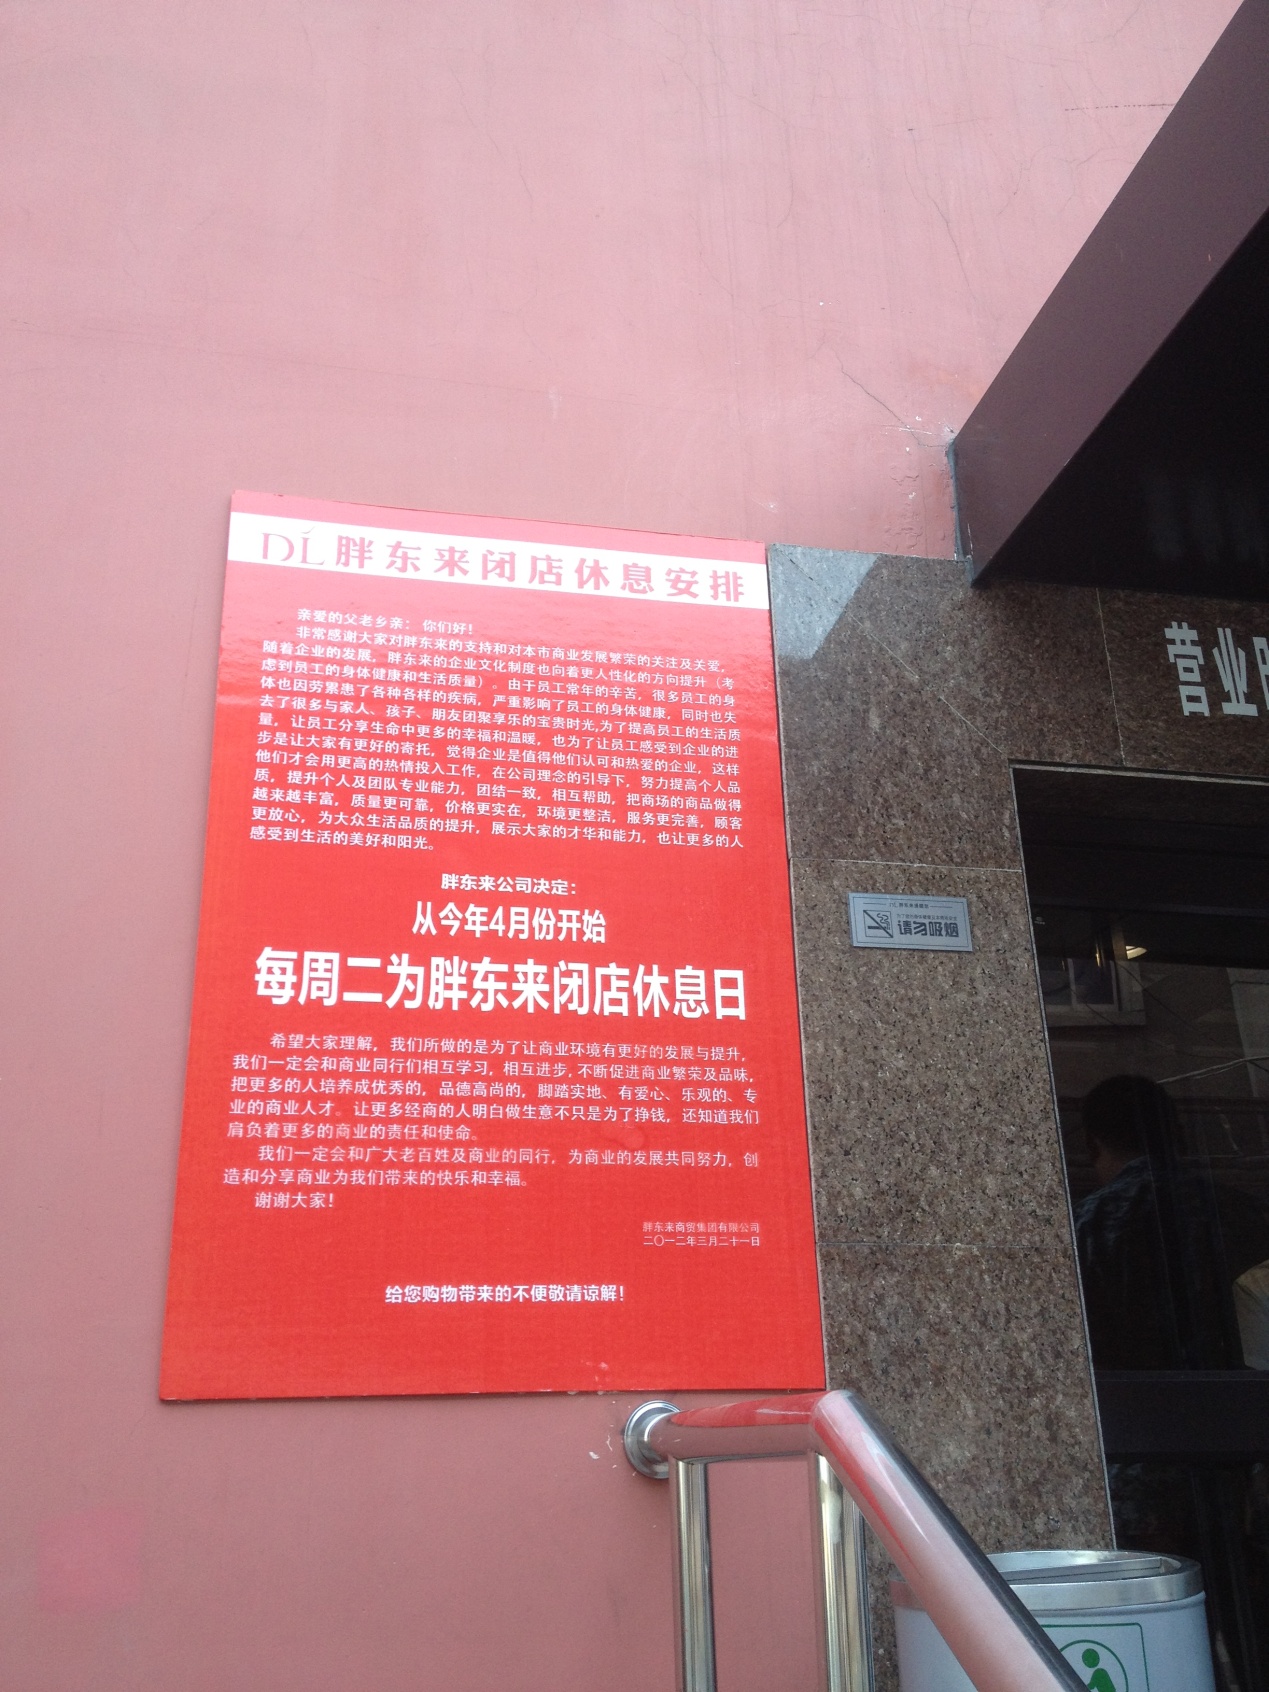 DL胖东来闭店休息安排
亲爱的父老乡亲：你们好！
非常感谢大家对胖东来的支持和对本市商业发展繁荣的关注及关爱，
随着企业的发展，胖东来的企业文化制度也向着更人性化的方向提升（考
虑到员工的身体健康和生活质量）。由于员工常年的辛苦，很多员工的身
体也因劳累患了各种各样的疾病，严重影响了员工的身体健康，同时也失
去了很多与家人、孩子、朋友团聚享乐的宝贵时光，为了提高员工的生活质
量，让员工分享生命中更多的幸福和温暖，也为了让员工感受到企业的进
步是让大家有更好的寄托，觉得企业是值得他们认可和热爱的企业，这样
他们才会用更高的热情投入工作，在公司理念的引导下，努力提高个人品
质，提升个人及团队专业能力，团结一致，相互帮助，把商场的商品做得
越来越丰富，质量更可靠，价格更实在，环境更整洁，服务更完善，顾客
更放心，为大众生活品质的提升，展示大家的才华和能力，也让更多的人
感受到生活的美好和阳光。
胖东来公司决定：
从今年4月份开始
每周二为胖东来闭店休息日
希望大家理解，我们所做的是为了让商业环境有更好的发展与提升，
我们一定会和商业同行们相互学习，相互进步，不断促进商业繁荣及品味，
把更多的人培养成优秀的，品德高尚的，脚踏实地、有爱心、乐观的、专
业的商业人才。让更多经商的人明白做生意不只是为了挣钱，还知道我们
肩负着更多的商业的责任和使命。
我们一定会和广大老百姓及商业的同行，为商业的发展共同努力，创
造和分享商业为我们带来的快乐和幸福。
谢谢大家！
胖东来商贸集团有限公司
二〇一二年三月二十一日
给您购物带来的不便敬请谅解！
营业
请勿吸烟